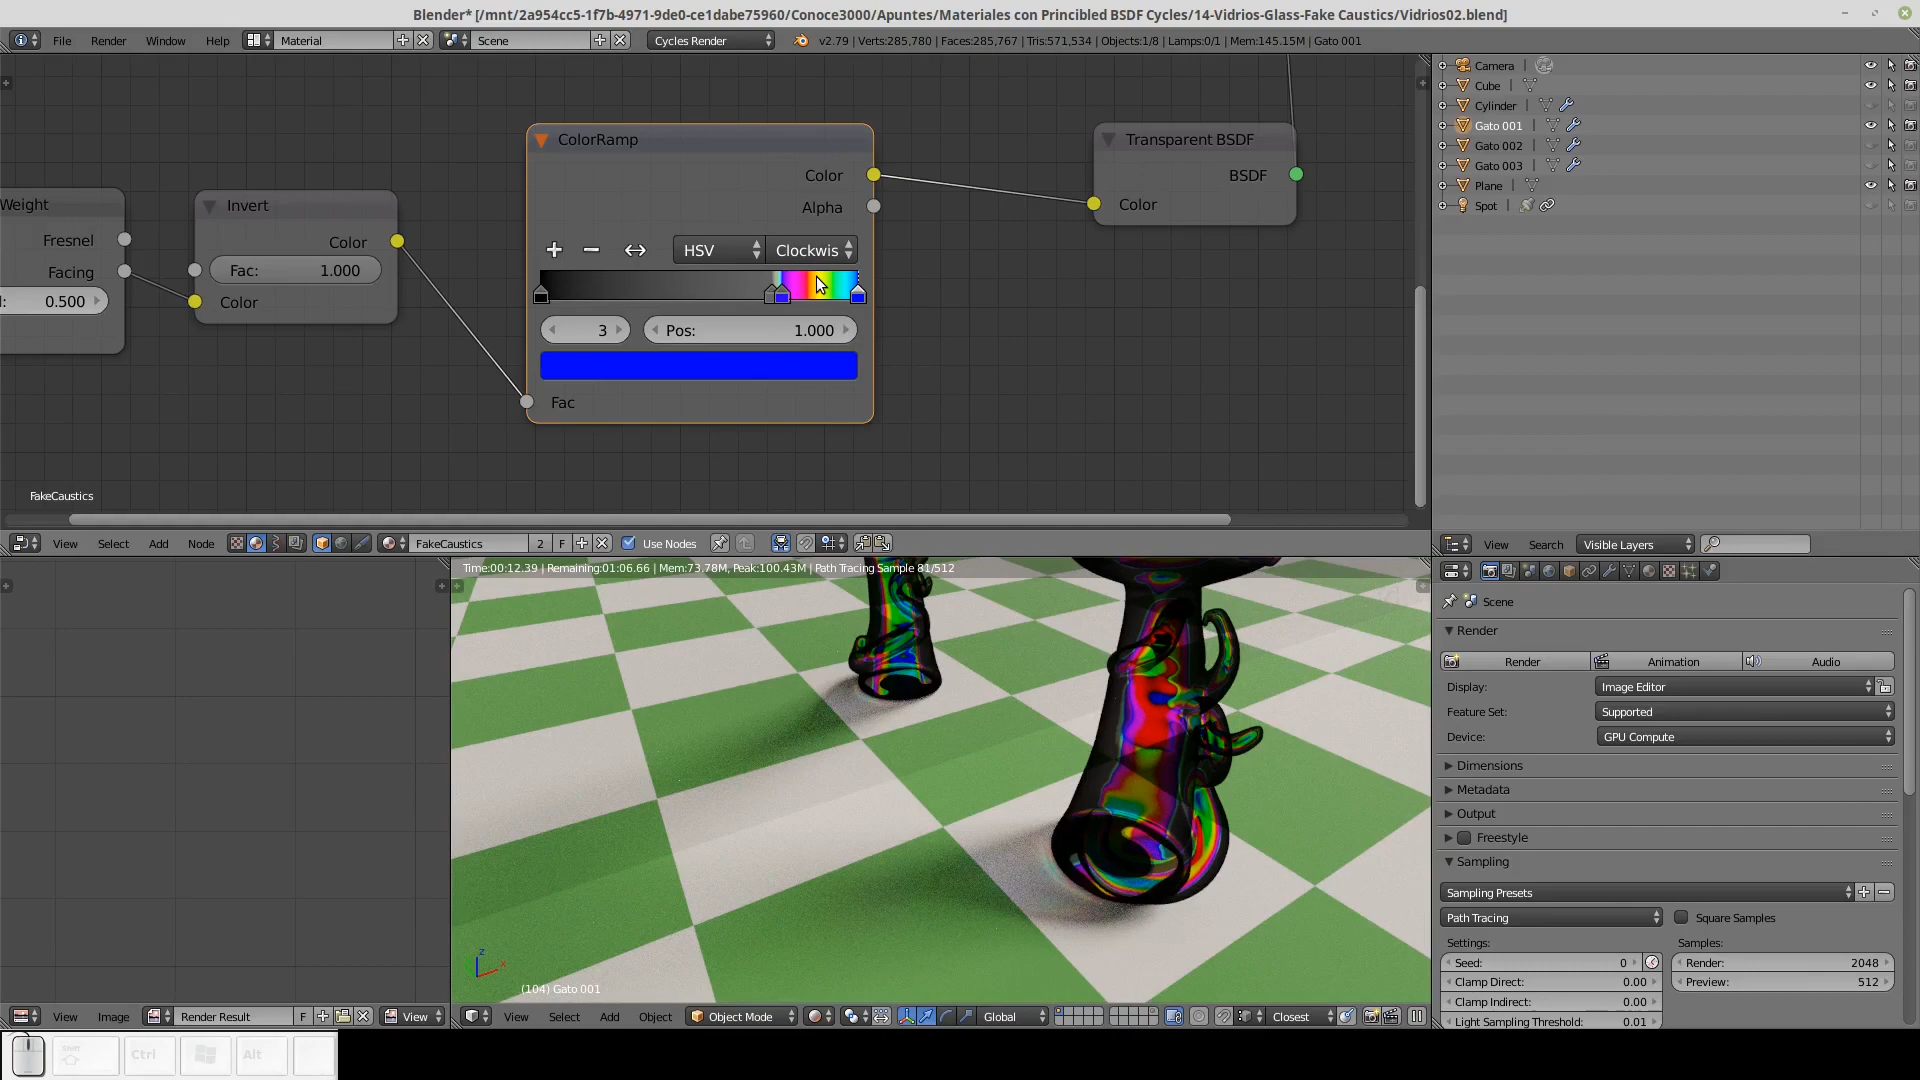 Blender* [/mnt/2a954cc5-1f7b-4971-9de0-ce1dabe75960/Conoce3000/Apuntes/Materiales con Princibled BSDF Cycles/14-Vidrios-Glass-Fake Caustics/Vidrios02.blend]
File Render Window Help Material Scene Cycles Render v2.79 | Verts:285,780 | Faces:285,767 | Tris:571,534 | Objects:1/8 | Lamps:0/1 | Mem:145.15M | Gato 001
Weight
Fresnel
Facing
0.500
Invert
Color
Fac: 1.000
Color
ColorRamp
Color
Alpha
HSV Clockwis
3 Pos: 1.000
Fac
Transparent BSDF
BSDF
Color
FakeCaustics
View Select Add Node FakeCaustics 2 F Use Nodes
Camera
Cube
Cylinder
Gato 001
Gato 002
Gato 003
Plane
Spot
View Search Visible Layers
Time:00:12.39 | Remaining:01:06.66 | Mem:73.78M, Peak:100.43M | Path Tracing Sample 81/512
z
x
(104) Gato 001
Scene
Render
Render Animation Audio
Display: Image Editor
Feature Set: Supported
Device: GPU Compute
Dimensions
Metadata
Output
Freestyle
Sampling
Sampling Presets
Path Tracing Square Samples
Settings: Samples:
Seed: 0 Render: 2048
Clamp Direct: 0.00 Preview: 512
Clamp Indirect: 0.00
Light Sampling Threshold: 0.01
View Image Render Result F View
View Select Add Object Object Mode Global Closest
Shift Ctrl Alt